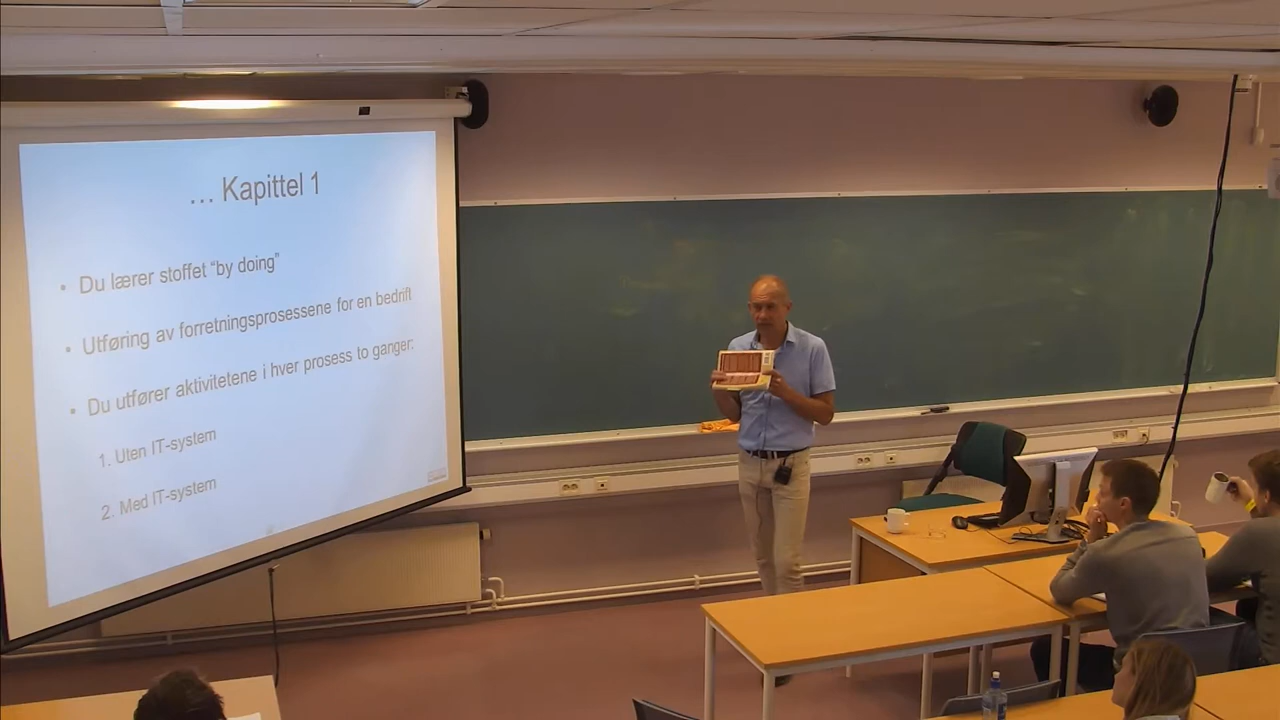 … Kapittel 1
• Du lærer stoffet “by doing”
• Utføring av forretningsprosessene for en bedrift
• Du utfører aktivitetene i hver prosess to ganger:
1. Uten IT-system
2. Med IT-system